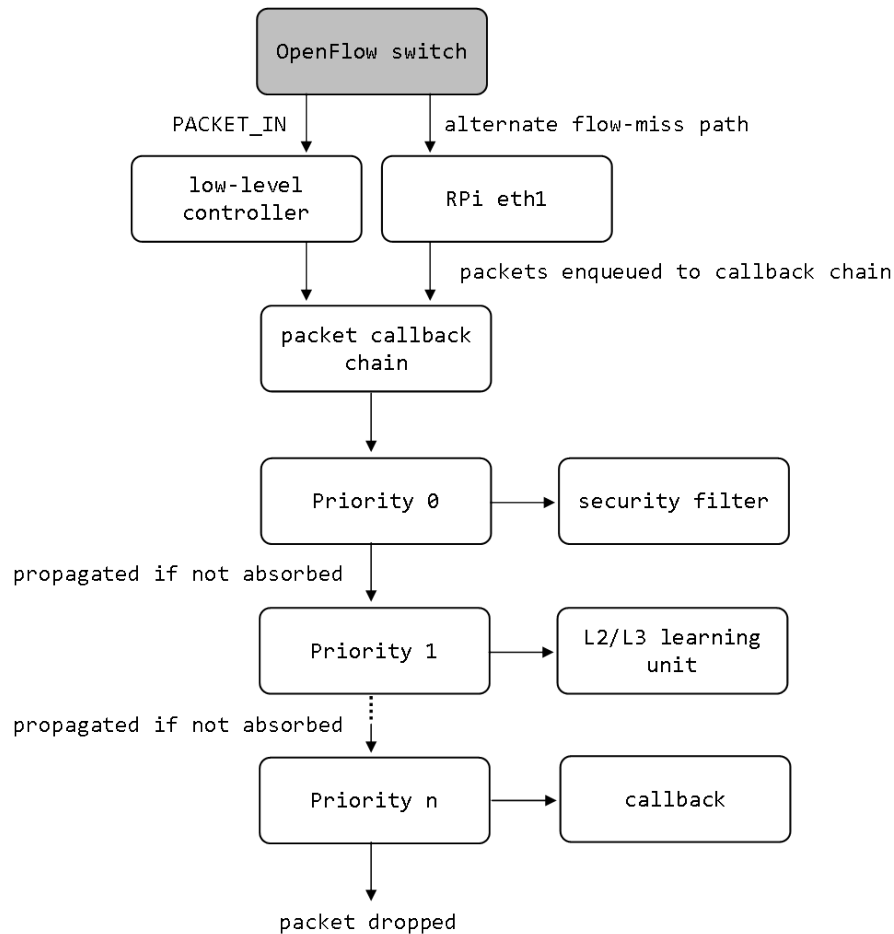 OpenFlow switch
PACKET_IN
alternate flow-miss path
low-level
controller
RPi eth1
packets enqueued to callback chain
packet callback
chain
Priority 0
security filter
propagated if not absorbed
Priority 1
L2/L3 learning
unit
propagated if not absorbed
Priority n
callback
packet dropped